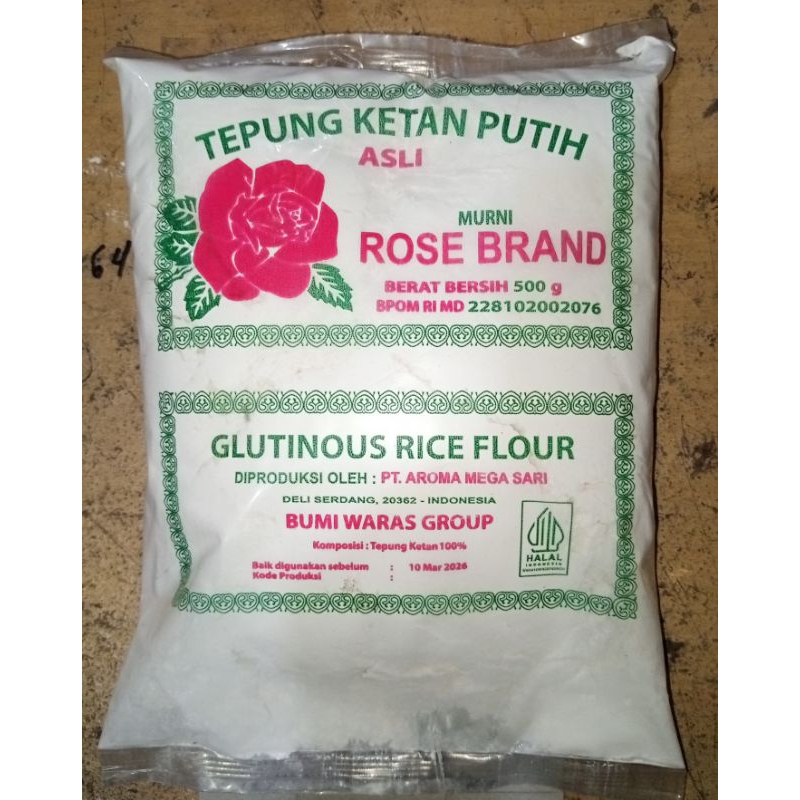 TEPUNG KETAN PUTIH
ASLI
MURNI
ROSE BRAND
BERAT BERSIH 500 g
BPOM RI MD 228102002076
64
GLUTINOUS RICE FLOUR
DIPRODUKSI OLEH : PT. AROMA MEGA SARI
DELI SERDANG, 20362 - INDONESIA
BUMI WARAS GROUP
Komposisi : Tepung Ketan 100%
Baik digunakan sebelum : 10 Mar 2026
Kode Produksi :
HALAL
INDONESIA